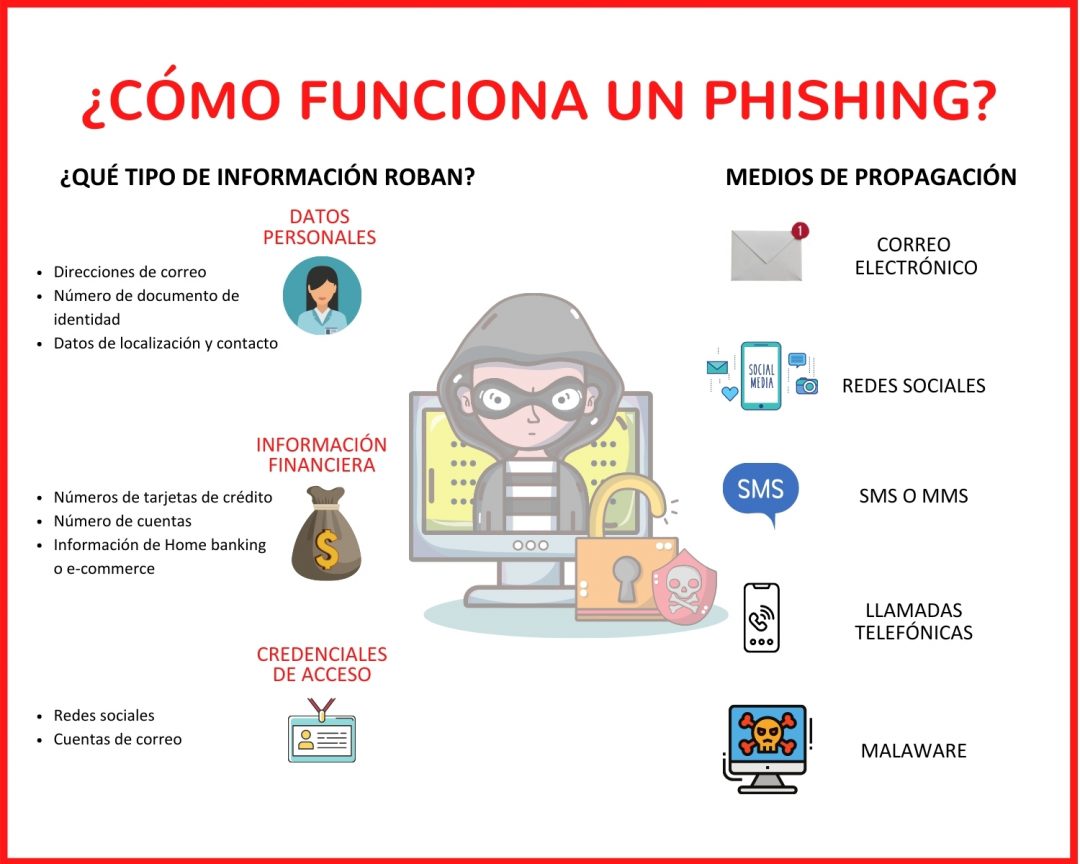 ¿CÓMO FUNCIONA UN PHISHING?
¿QUÉ TIPO DE INFORMACIÓN ROBAN?
DATOS
PERSONALES
• Direcciones de correo
• Número de documento de
identidad
• Datos de localización y contacto
INFORMACIÓN
FINANCIERA
• Números de tarjetas de crédito
• Número de cuentas
• Información de Home banking
o e-commerce
$
CREDENCIALES
DE ACCESO
• Redes sociales
• Cuentas de correo
MEDIOS DE PROPAGACIÓN
1
CORREO
ELECTRÓNICO
SOCIAL
MEDIA
REDES SOCIALES
SMS
SMS O MMS
LLAMADAS
TELEFÓNICAS
MALAWARE